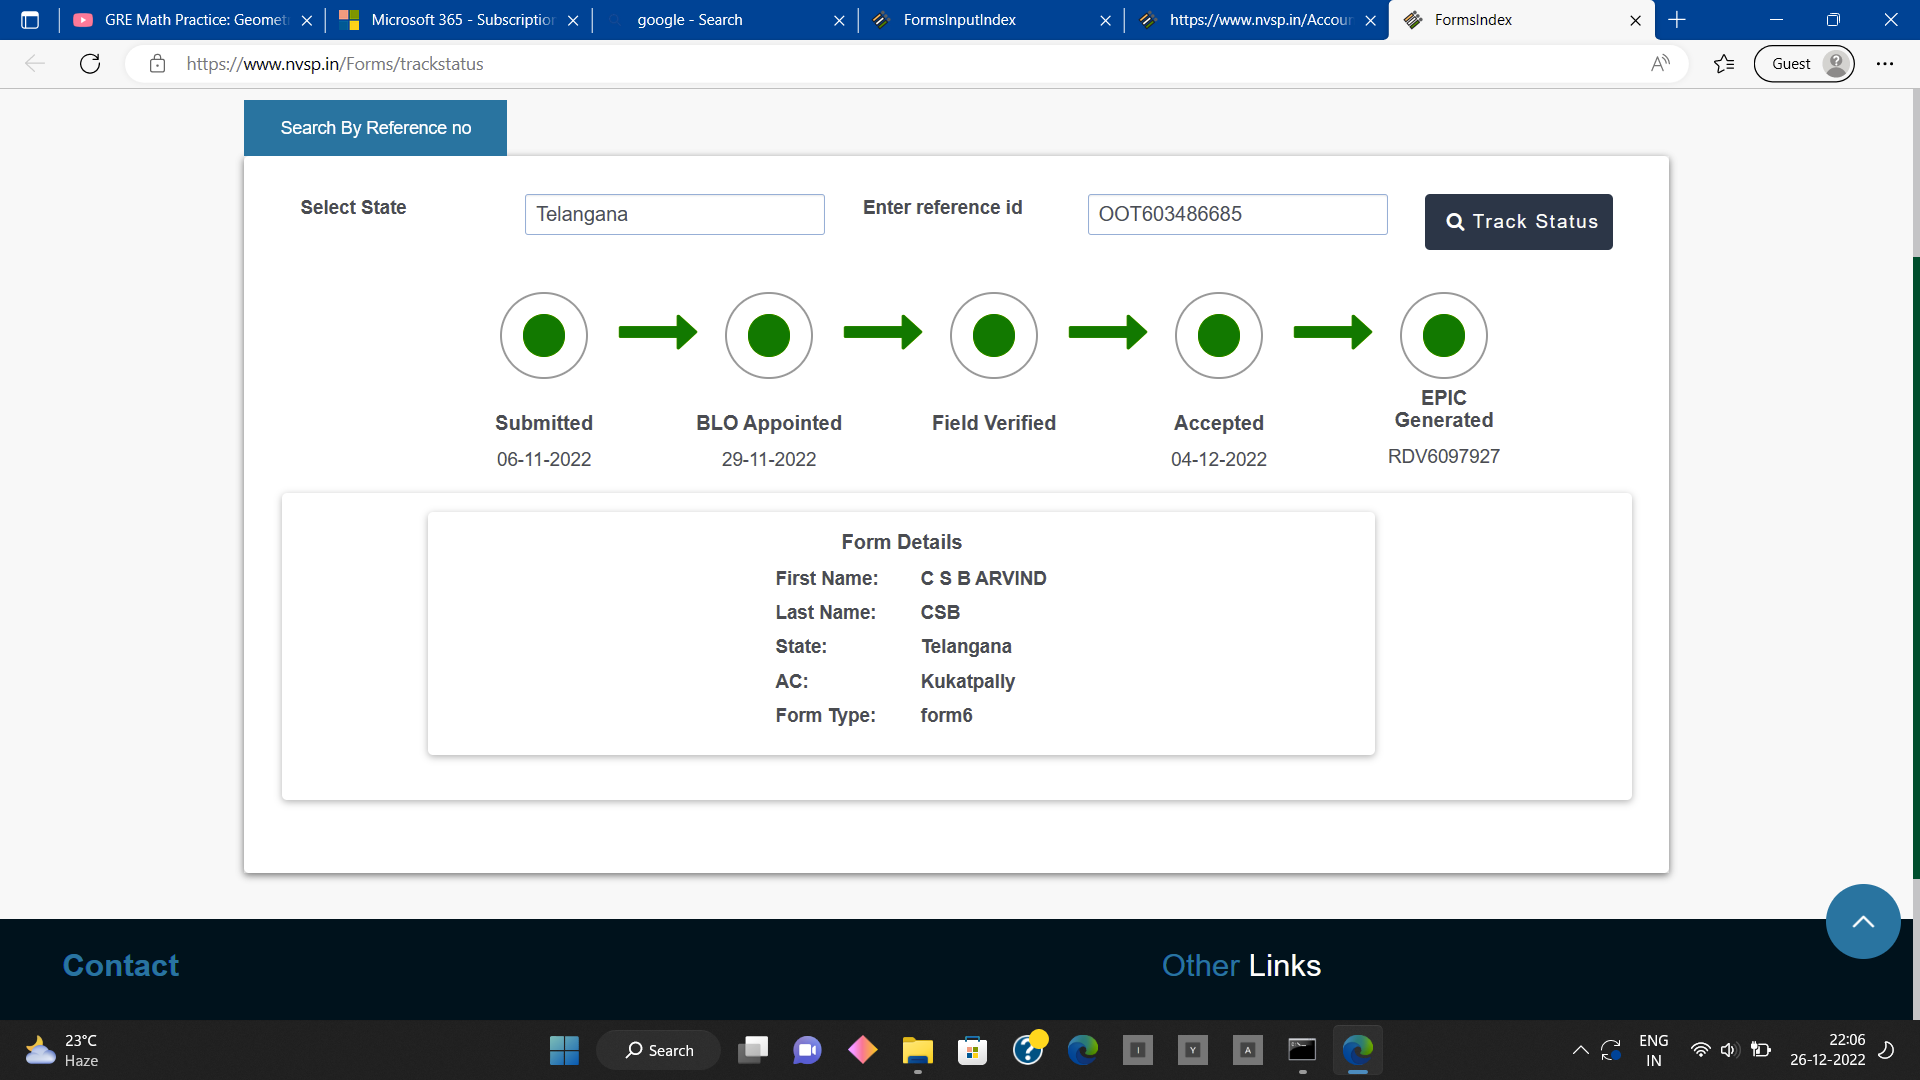 GRE Math Practice: Geomet
Microsoft 365 - Subscription
google - Search
FormsInputIndex
https://www.nvsp.in/Accour
FormsIndex
https://www.nvsp.in/Forms/trackstatus
Guest
Search By Reference no
Select State
Telangana
Enter reference id
OOT603486685
Track Status
Submitted
06-11-2022
BLO Appointed
29-11-2022
Field Verified
Accepted
04-12-2022
EPIC
Generated
RDV6097927
Form Details
First Name: C S B ARVIND
Last Name: CSB
State: Telangana
AC: Kukatpally
Form Type: form6
Contact
Other Links
23°C
Haze
Search
I
Y
A
ENG
IN
22:06
26-12-2022